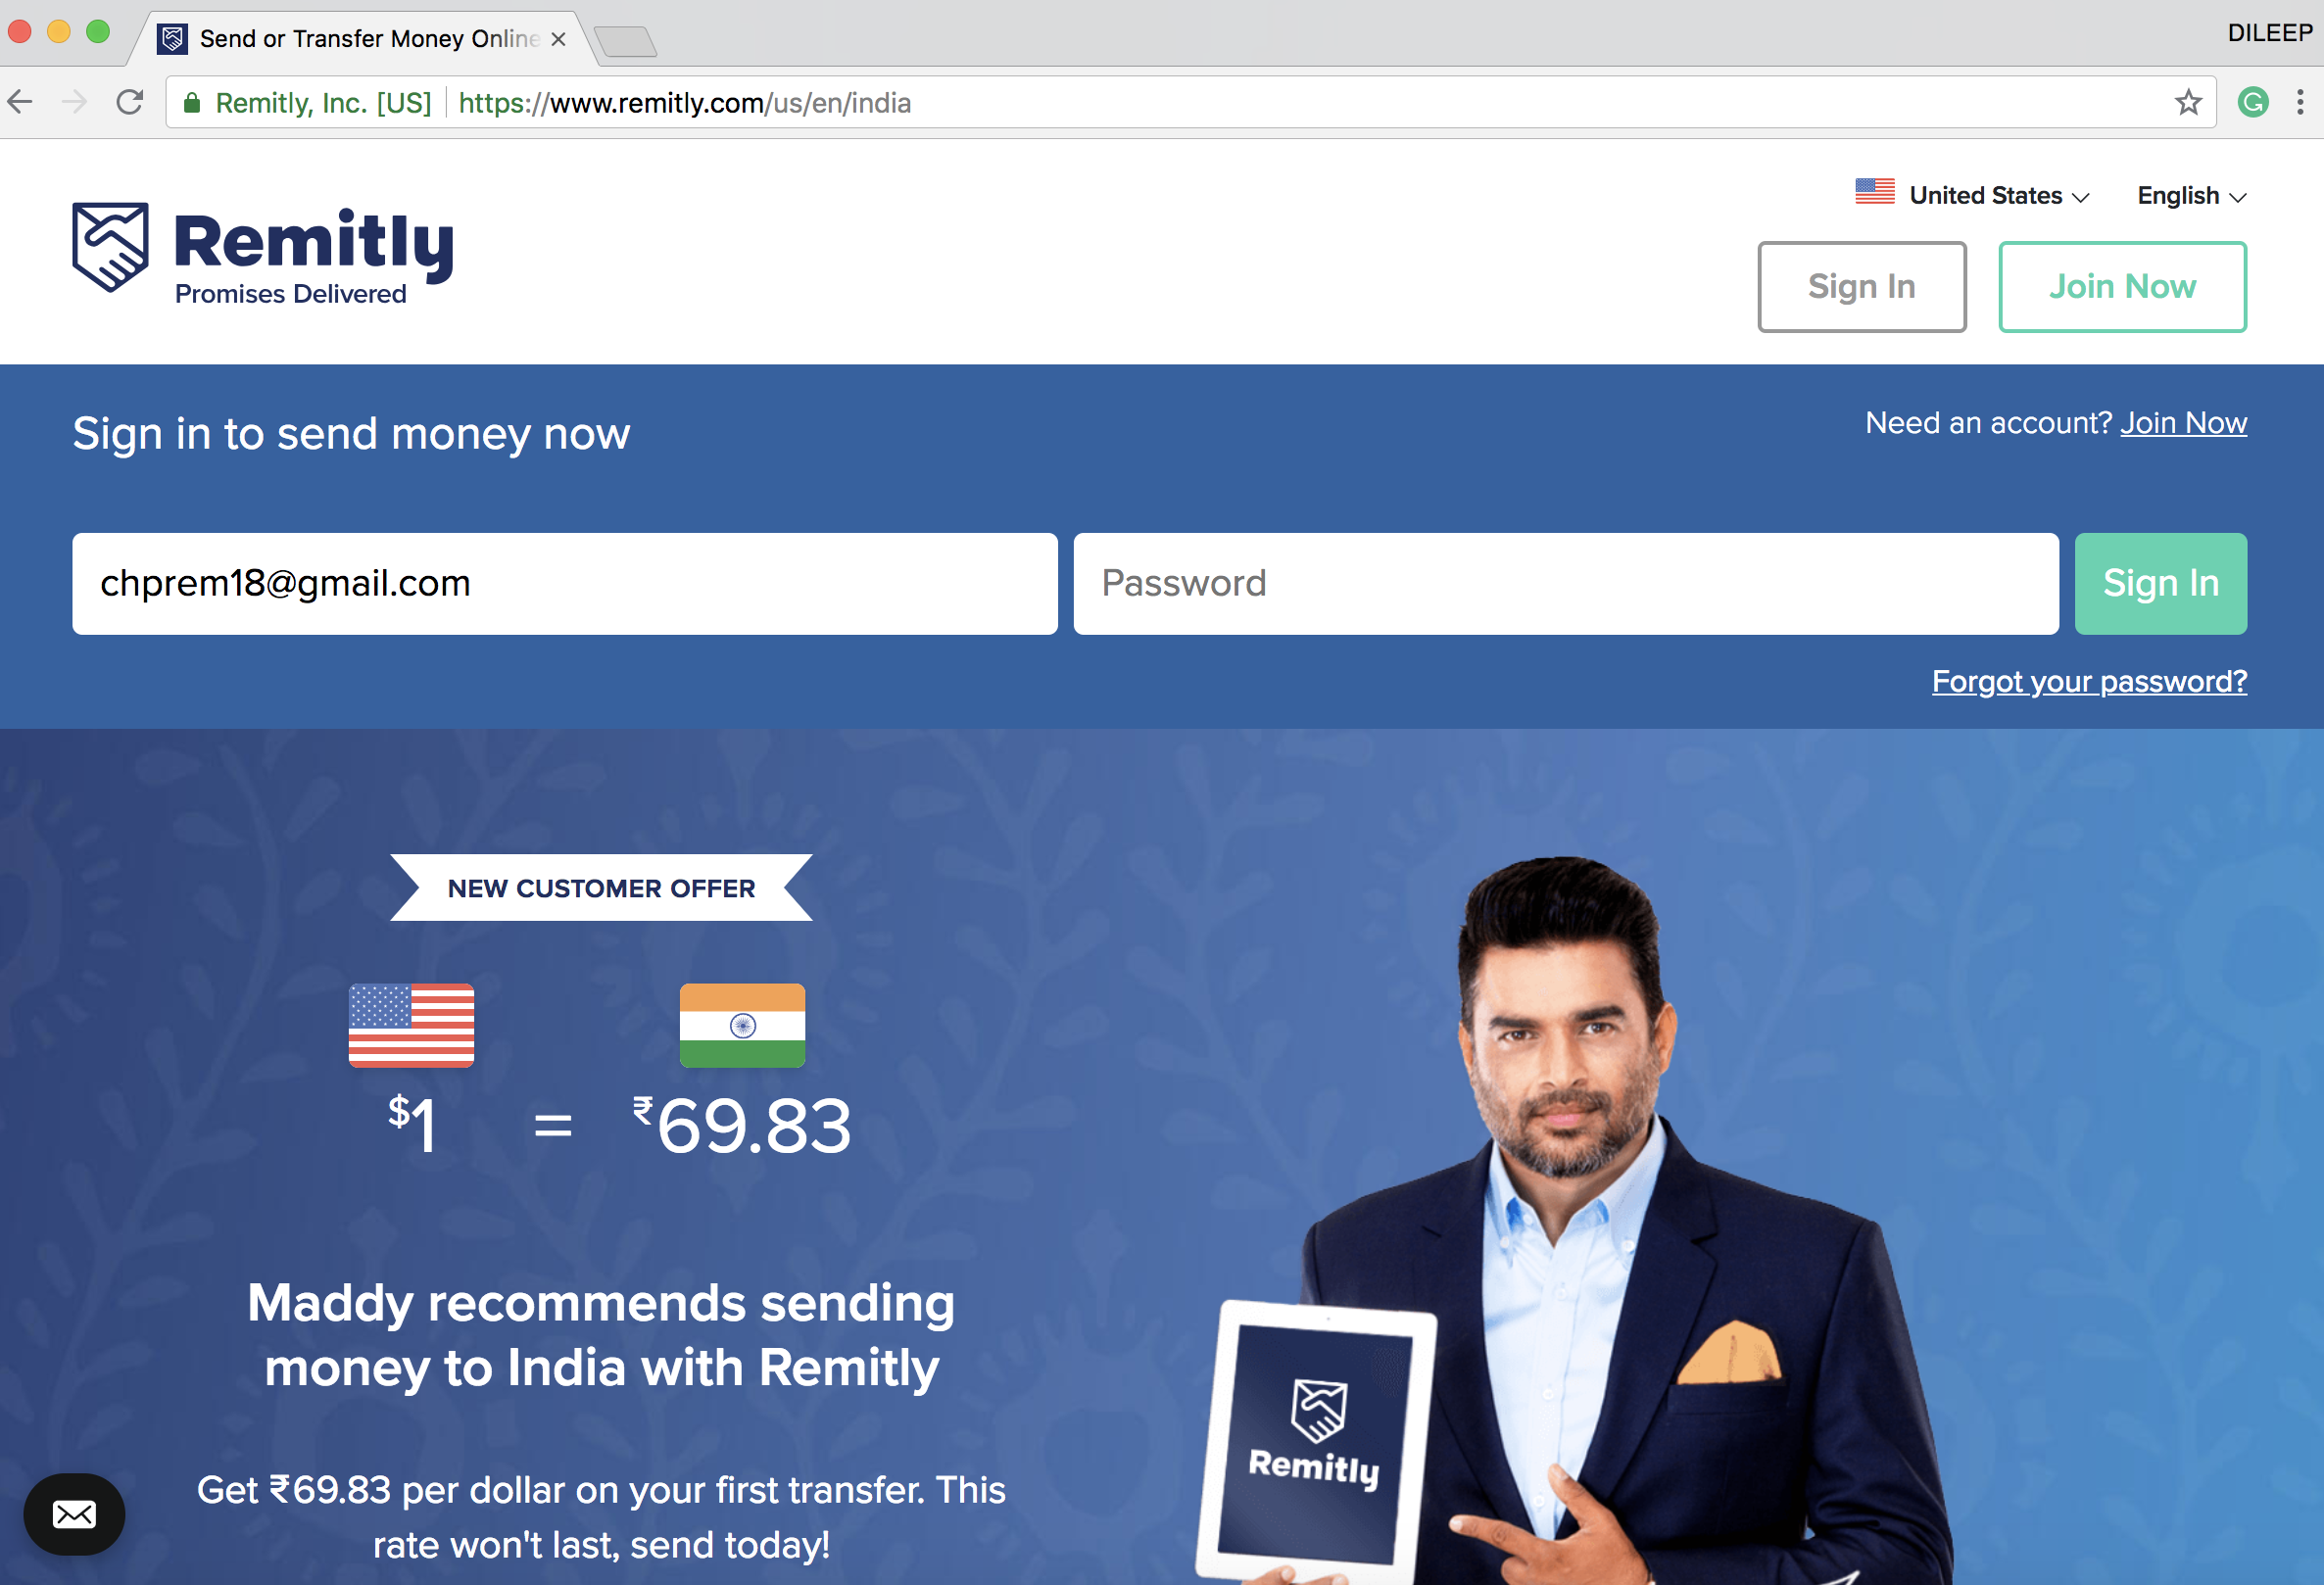 Send or Transfer Money Online
DILEEP
Remitly, Inc. [US] https://www.remitly.com/us/en/india
United States English
Remitly
Promises Delivered
Sign In Join Now
Sign in to send money now
Need an account? Join Now
chprem18@gmail.com Password Sign In
Forgot your password?
NEW CUSTOMER OFFER
$1 = ₹69.83
Maddy recommends sending
money to India with Remitly
Get ₹69.83 per dollar on your first transfer. This
rate won't last, send today!
Remitly